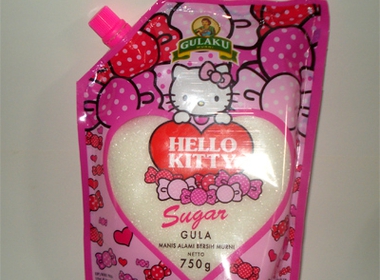 GULAKU
HELLO
KITTY
Sugar
GULA
MANIS ALAMI BERSIH MURNI
NETTO
750g